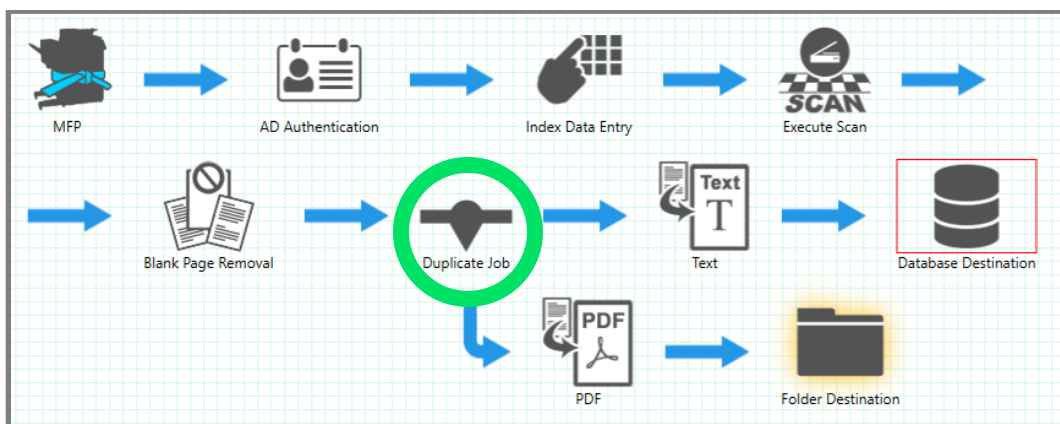 MFP
AD Authentication
Index Data Entry
SCAN
Execute Scan
Blank Page Removal
Duplicate Job
Text
T
Text
Database Destination
PDF
PDF
Folder Destination